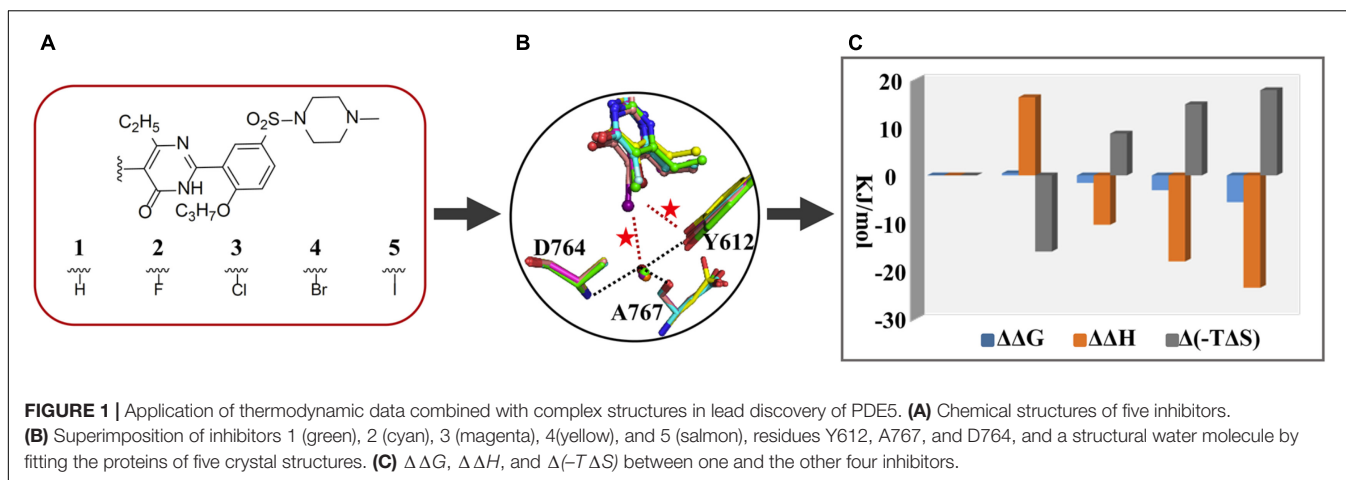 A
B
C
C₂H₅
O₂S
N
N
N
NH
O
C₃H₇
O
1 2 3 4 5
H F Cl Br I
D764
Y612
A767
KJ/mol
20
10
0
-10
-20
-30
ΔΔG ΔΔH Δ(-TΔS)
FIGURE 1 | Application of thermodynamic data combined with complex structures in lead discovery of PDE5. (A) Chemical structures of five inhibitors.
(B) Superimposition of inhibitors 1 (green), 2 (cyan), 3 (magenta), 4(yellow), and 5 (salmon), residues Y612, A767, and D764, and a structural water molecule by
fitting the proteins of five crystal structures. (C) ΔΔG, ΔΔH, and Δ(–TΔS) between one and the other four inhibitors.